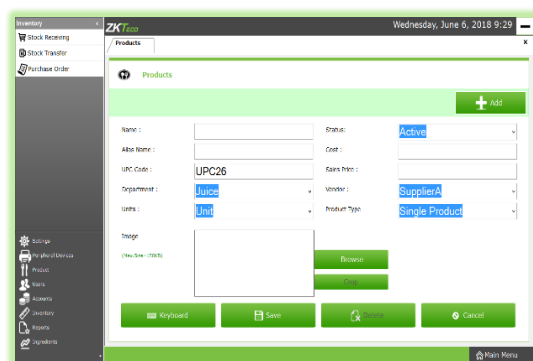 Inventory <
ZKTECO Wednesday, June 6, 2018 9:29
Stock Receiving
Stock Transfer
Purchase Order
Products x
Products
Add
Name : Status: Active
Alias Name : Cost :
UPC Code : UPC26 Sales Price :
Department : Juice Vendor : SupplierA
Units : Unit Product Type Single Product
Image
Browse
Settings
Peripheral Devices
Product
Users
Accounts
Inventory
Reports
Ingredients
Keyboard Save Delete Cancel
Main Menu